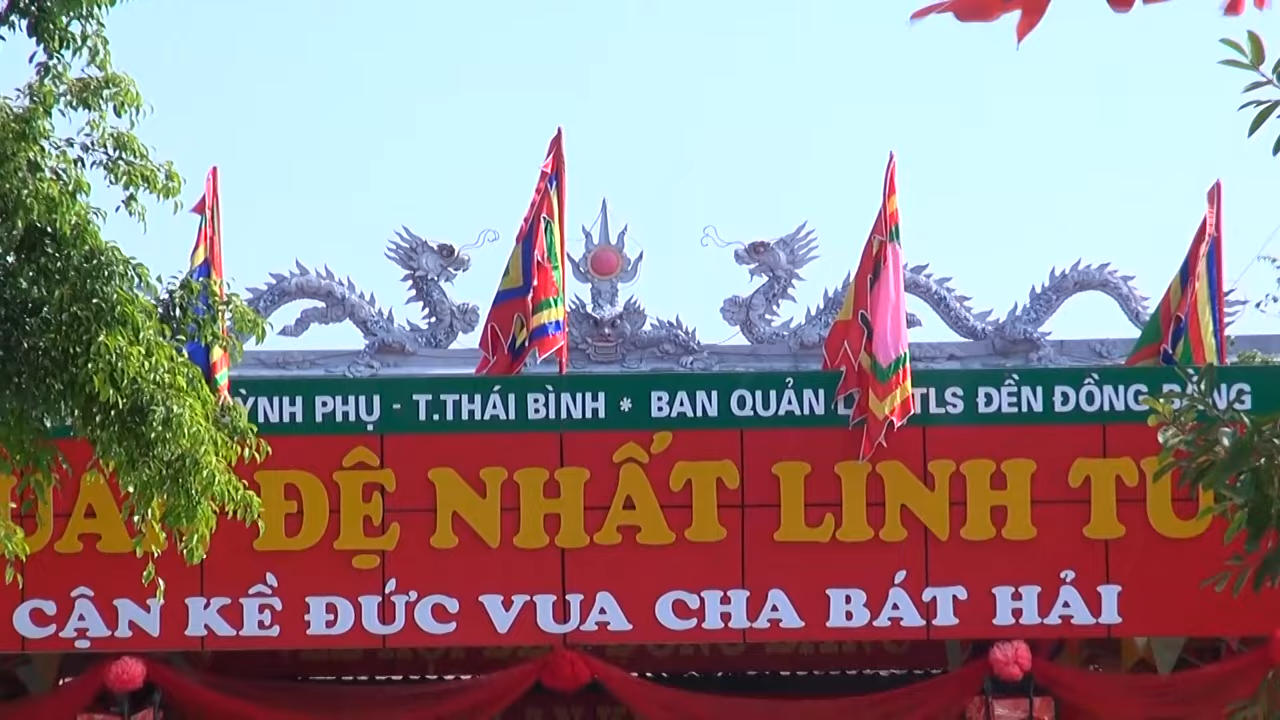 PHỤ - T.THÁI BÌNH * BAN QUẢN TLS ĐỀN ĐỒNG BẰNG
ĐỆ NHẤT LINH TỪ
CẬN KỀ ĐỨC VUA CHA BÁT HẢI